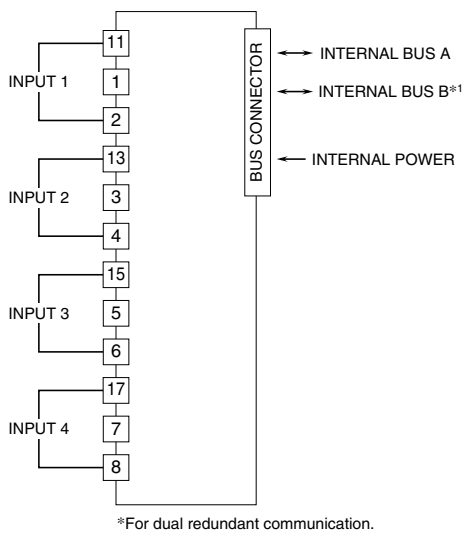 11
INPUT 1
1
2
13
INPUT 2
3
4
15
INPUT 3
5
6
17
INPUT 4
7
8
BUS CONNECTOR
INTERNAL BUS A
INTERNAL BUS B*1
INTERNAL POWER
*For dual redundant communication.